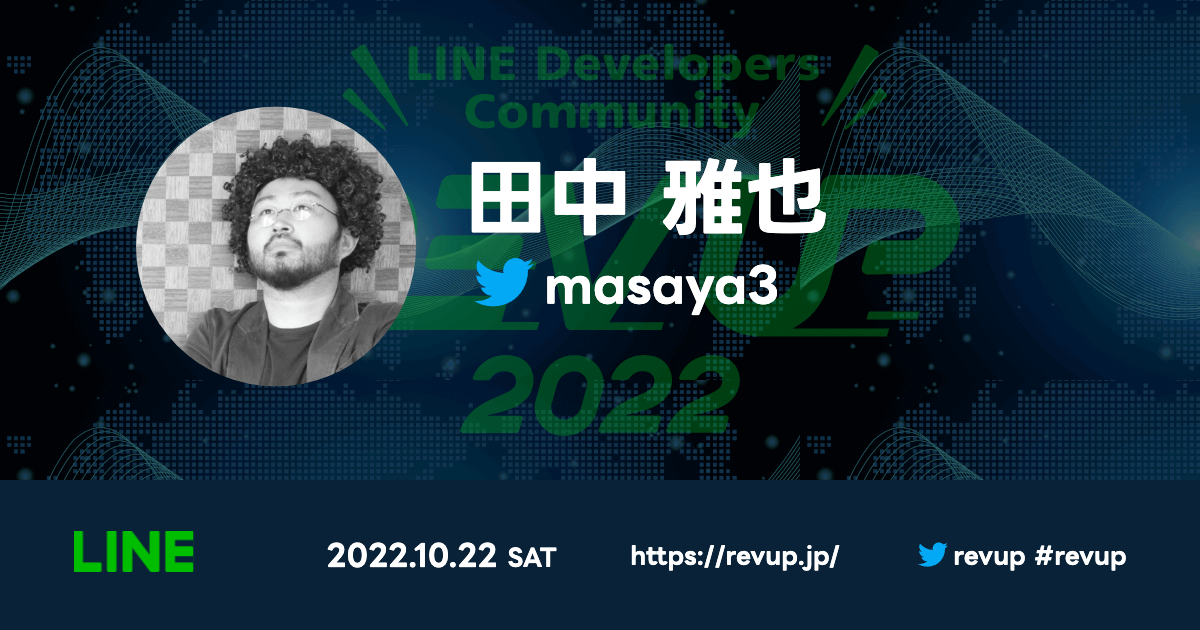 LINE Developers
Community
REVUP
2022
田中 雅也
masaya3
LINE
2022.10.22 SAT
https://revup.jp/
revup #revup